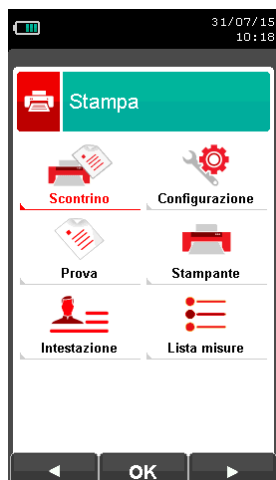 31/07/15
10:18
Stampa
Scontrino
Configurazione
Prova
Stampante
Intestazione
Lista misure
OK